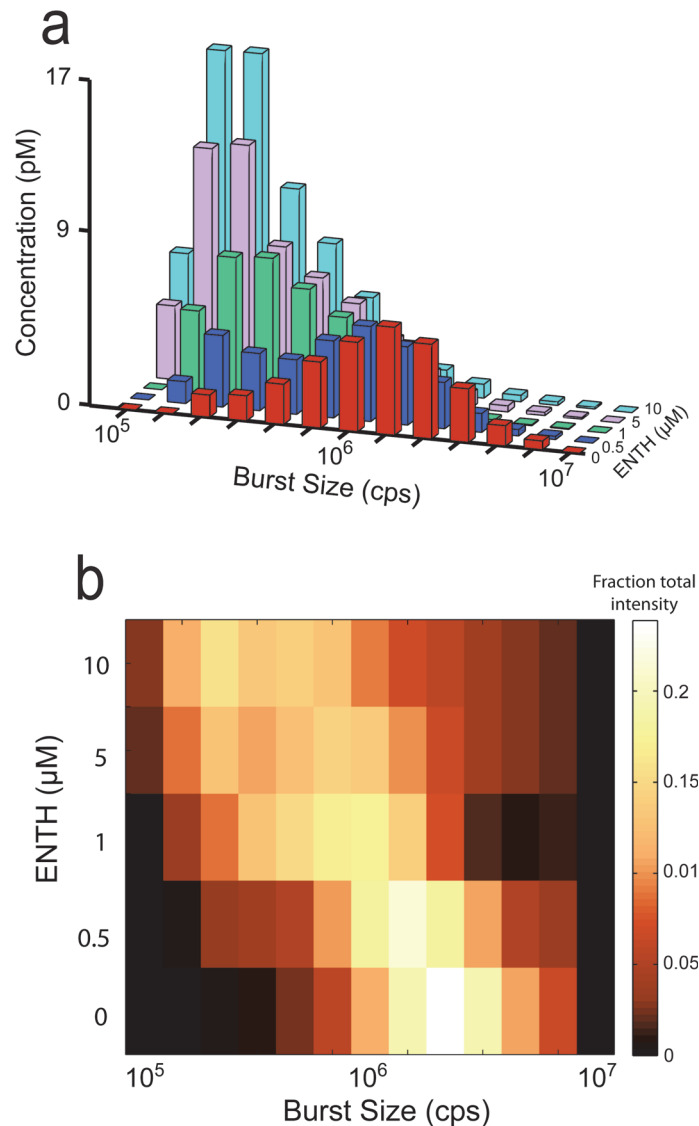 a
17
9
0
Concentration (pM)
10⁵
10⁶
10⁷
Burst Size (cps)
0
0.5
1
5
10
ENTH (µM)
b
Fraction total
intensity
10
5
1
0.5
0
ENTH (µM)
0.2
0.15
0.01
0.05
0
10⁵
10⁶
10⁷
Burst Size (cps)